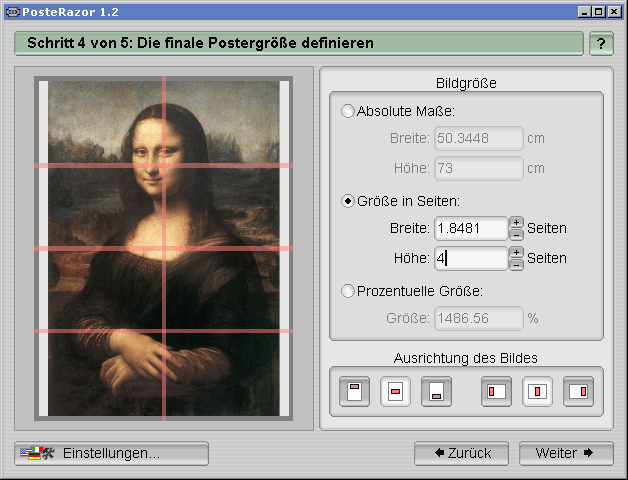 PosteRazor 1.2
Schritt 4 von 5: Die finale Postergröße definieren
?
Bildgröße
Absolute Maße:
Breite: 50.3448 cm
Höhe: 73 cm
Größe in Seiten:
Breite: 1.8481 Seiten
Höhe: 4 Seiten
Prozentuelle Größe:
Größe: 1486.56 %
Ausrichtung des Bildes
Einstellungen...
Zurück
Weiter